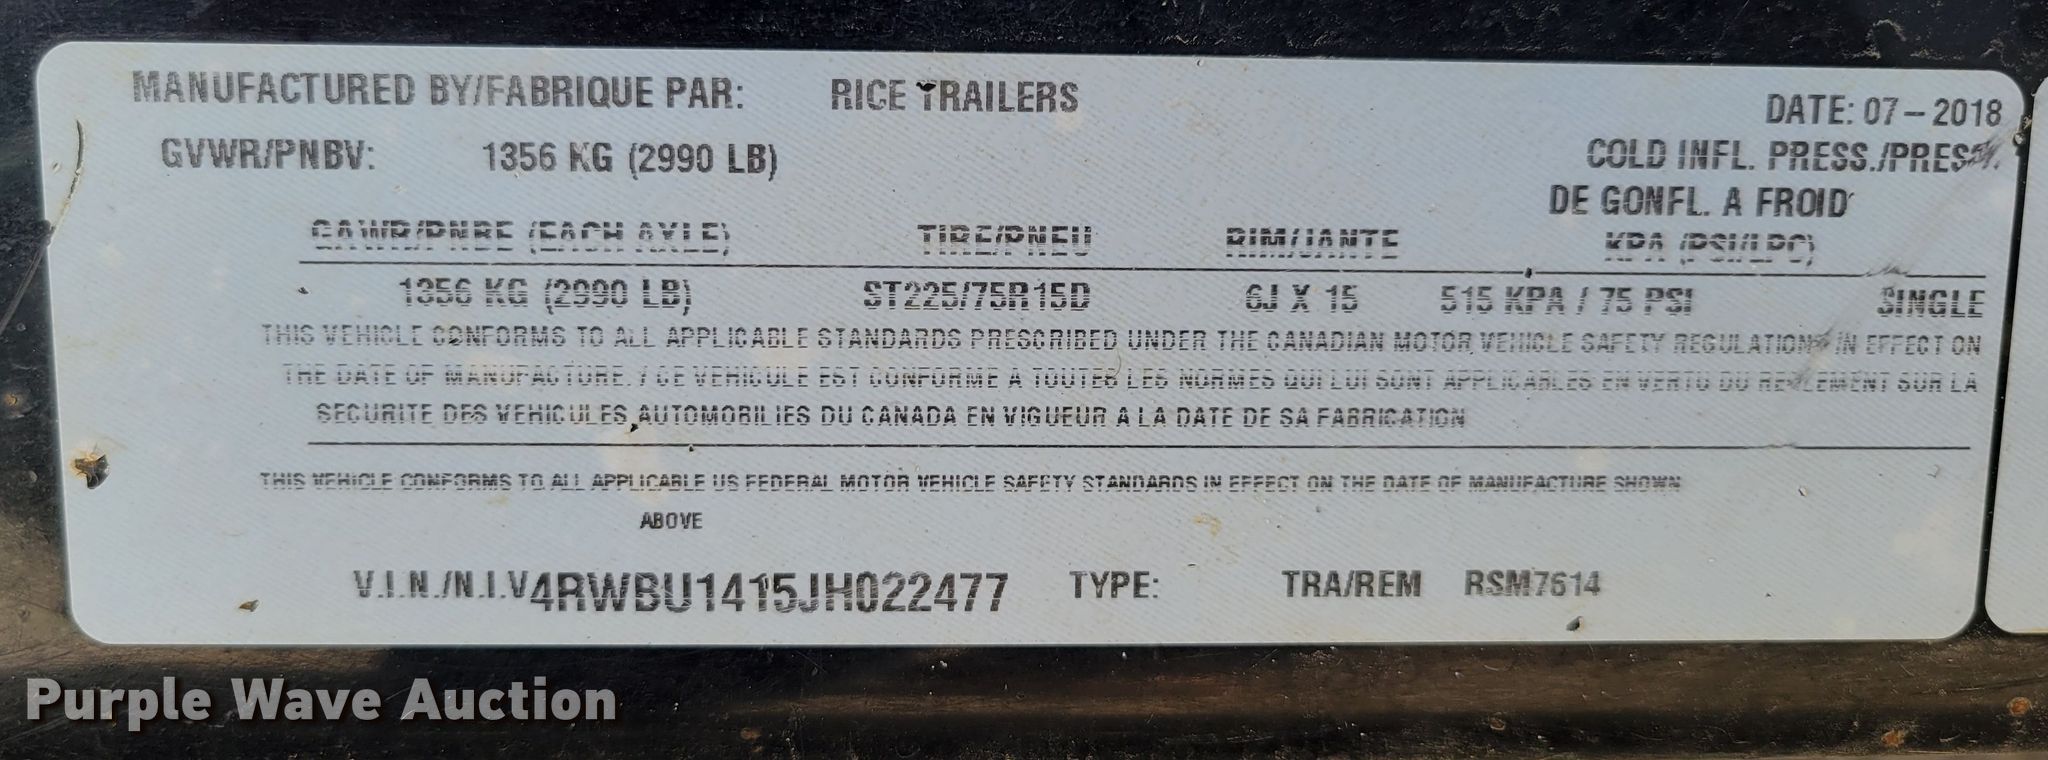 MANUFACTURED BY/FABRIQUE PAR: RICE TRAILERS DATE: 07-2018
GVWR/PNBV: 1356 KG (2990 LB) COLD INFL. PRESS./PRESS.
DE GONFL. A FROID
GAWR/PNBE (EACH AXLE) TIRE/PNEU RIM/JANTE KPA (PSI/LPC)
1356 KG (2990 LB) ST225/75R15D 6J X 15 515 KPA / 75 PSI SINGLE
THIS VEHICLE CONFORMS TO ALL APPLICABLE STANDARDS PRESCRIBED UNDER THE CANADIAN MOTOR VEHICLE SAFETY REGULATIONS IN EFFECT ON
THE DATE OF MANUFACTURE. / CE VEHICULE EST CONFORME A TOUTES LES NORMES QUI LUI SONT APPLICABLES EN VERTU DU REGLEMENT SUR LA
SECURITE DES VEHICULES AUTOMOBILIES DU CANADA EN VIGUEUR A LA DATE DE SA FABRICATION
THIS VEHICLE CONFORMS TO ALL APPLICABLE US FEDERAL MOTOR VEHICLE SAFETY STANDARDS IN EFFECT ON THE DATE OF MANUFACTURE SHOWN
ABOVE
V.I.N./N.I.V 4RWBU1415JH022477 TYPE: TRA/REM RSM7614
Purple Wave Auction